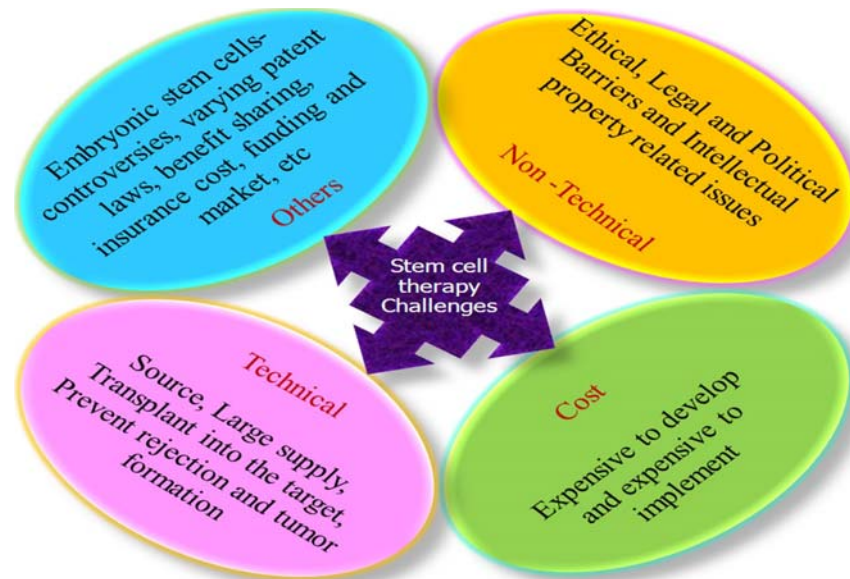 Embryonic stem cells-
controversies, varying patent
laws, benefit sharing,
insurance cost, funding and
market, etc
Others
Ethical, Legal and Political
Barriers and Intellectual
property related issues
Non -Technical
Stem cell
therapy
Challenges
Technical
Source, Large supply,
Transplant into the target,
Prevent rejection and tumor
formation
Cost
Expensive to develop
and expensive to
implement